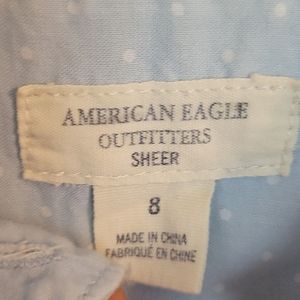 AMERICAN EAGLE
OUTFITTERS
SHEER
8
MADE IN CHINA
FABRIQUÉ EN CHINE